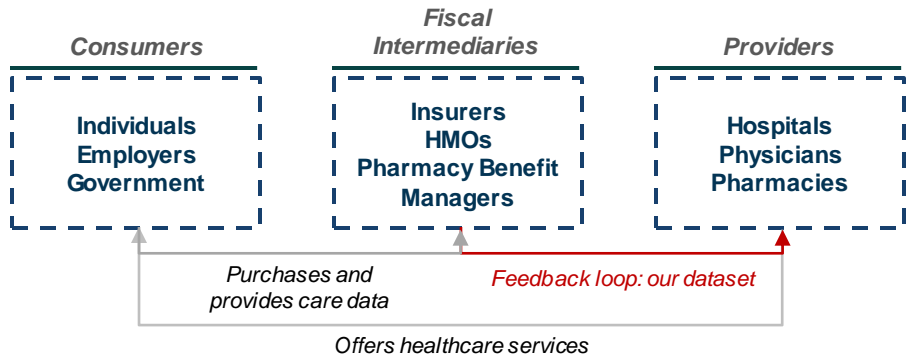 Consumers
Fiscal
Intermediaries
Providers
Individuals
Employers
Government
Insurers
HMOs
Pharmacy Benefit
Managers
Hospitals
Physicians
Pharmacies
Purchases and
provides care data
Feedback loop: our dataset
Offers healthcare services